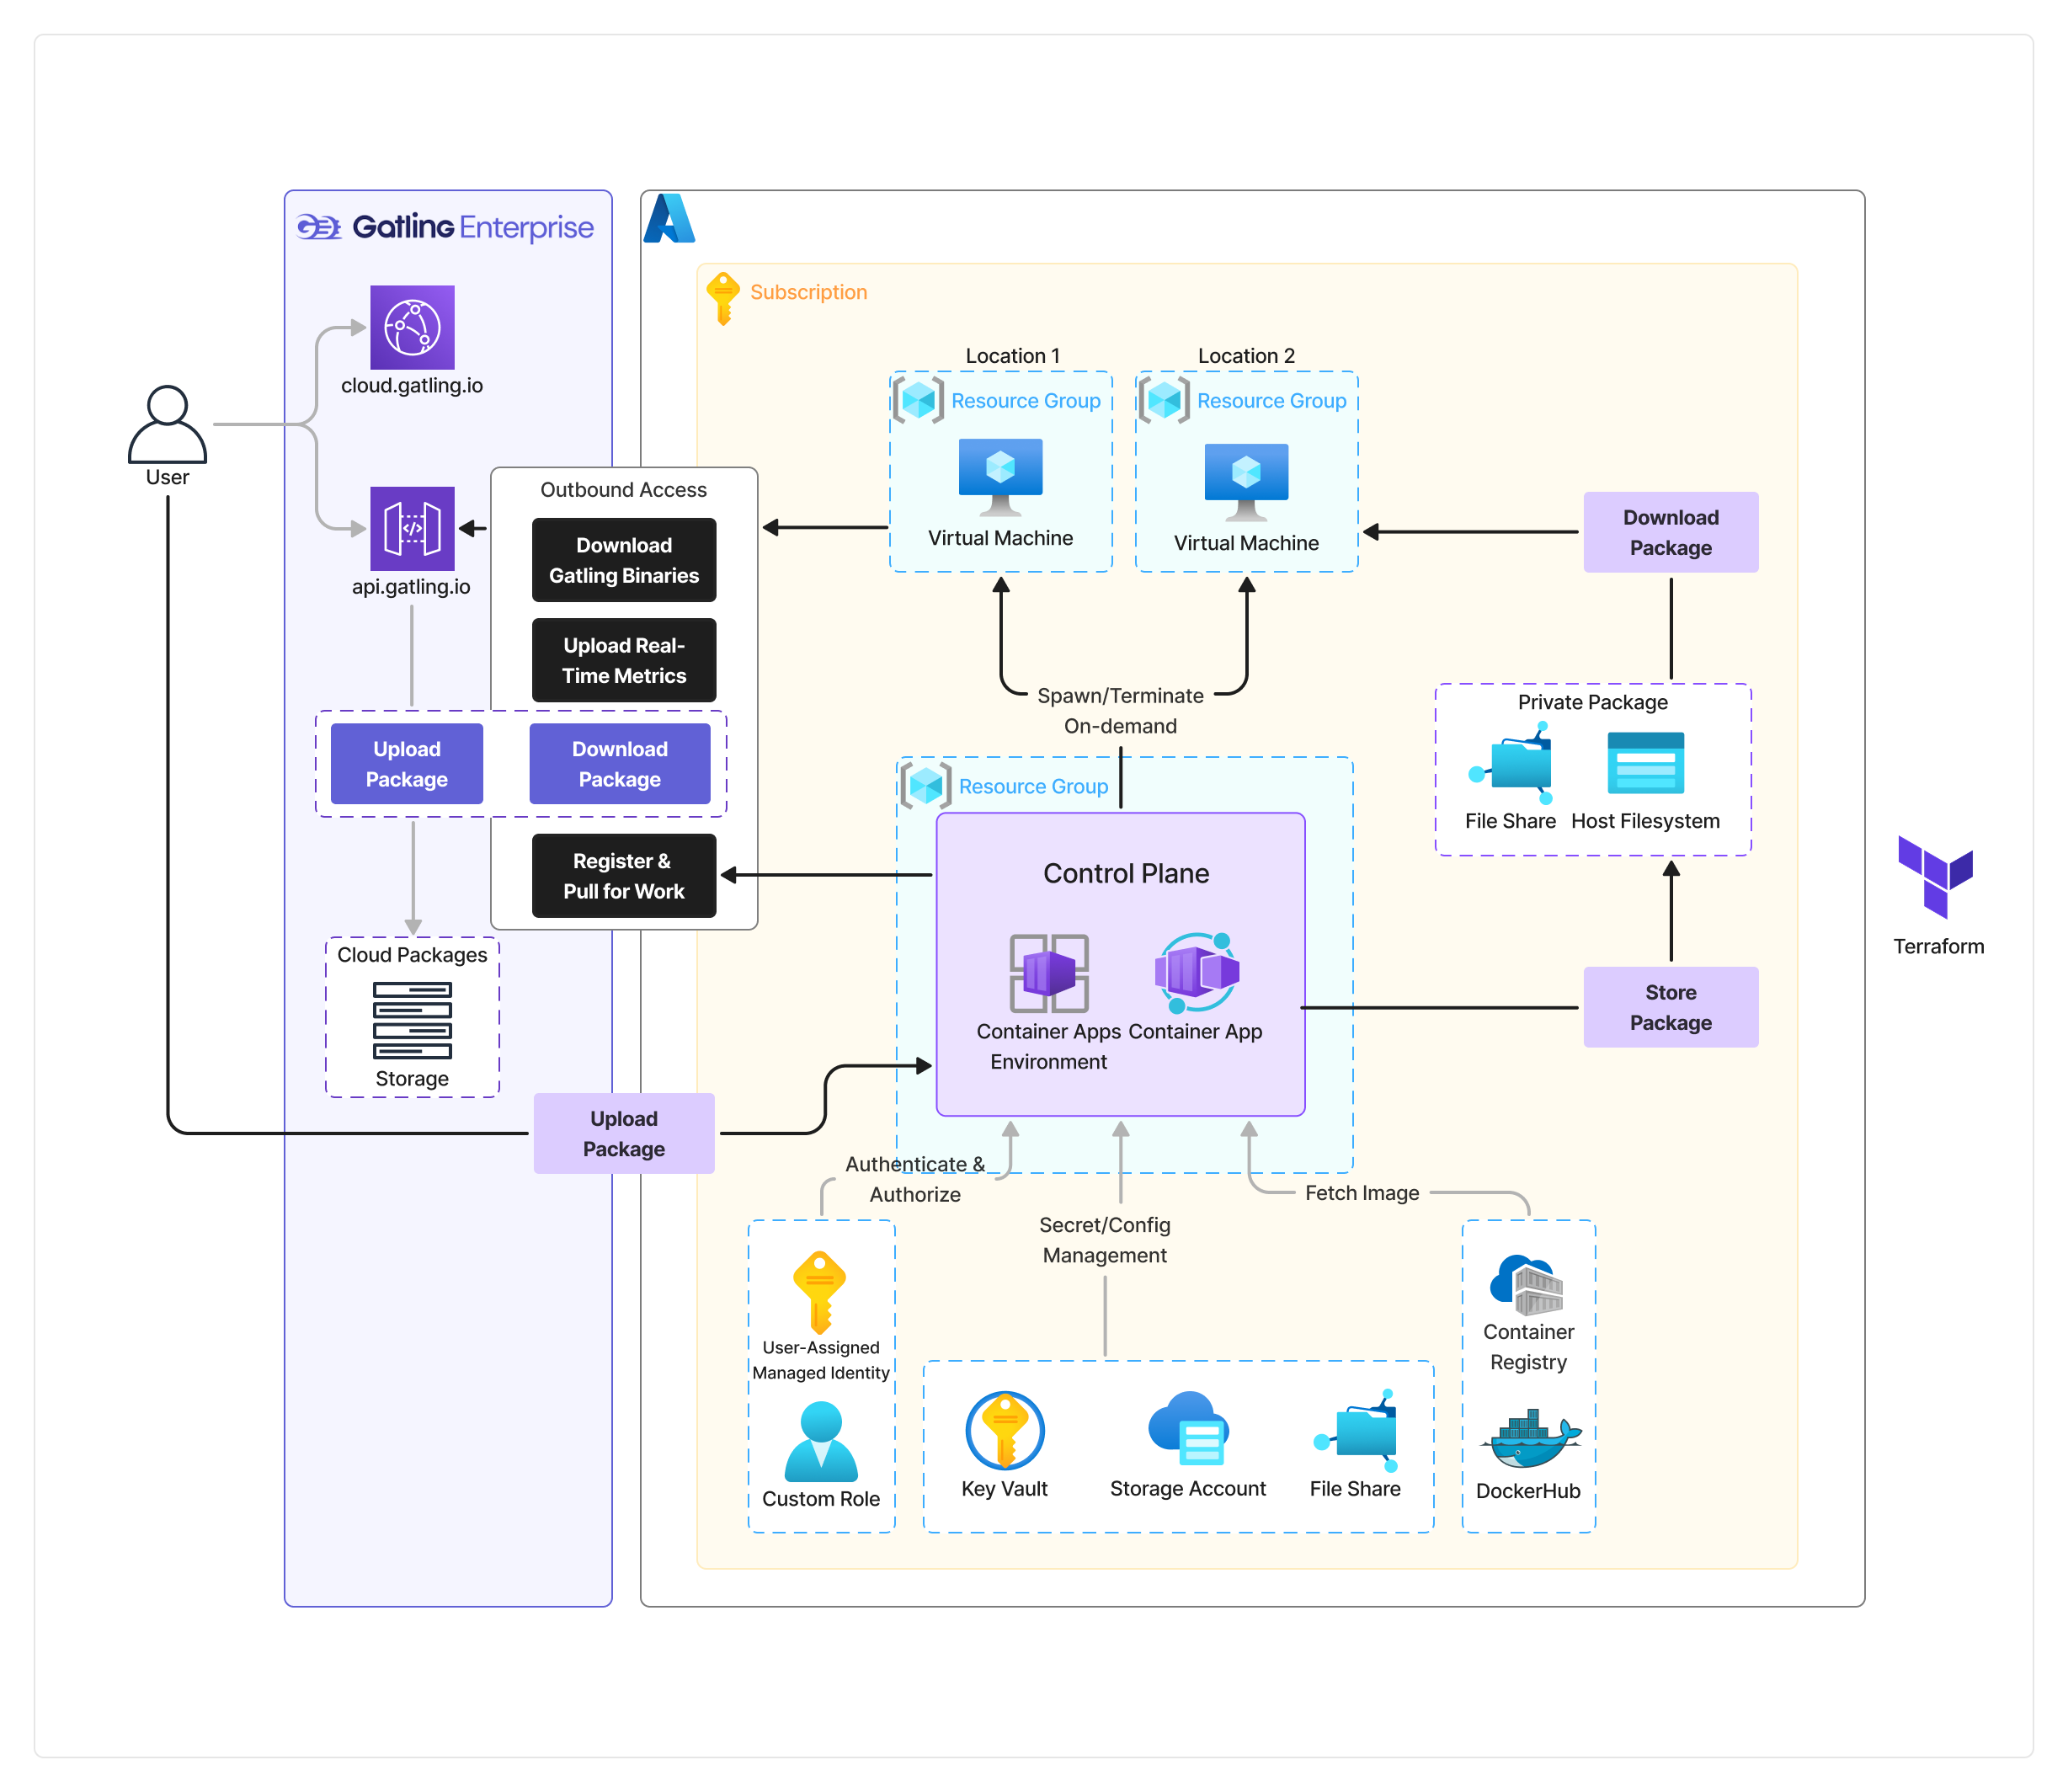 Gatling Enterprise
cloud.gatling.io
User
api.gatling.io
Outbound Access
Download
Gatling Binaries
Upload Real-
Time Metrics
Upload
Package
Download
Package
Register &
Pull for Work
Cloud Packages
Storage
Upload
Package
Subscription
Location 1
Resource Group
Virtual Machine
Location 2
Resource Group
Virtual Machine
Download
Package
Spawn/Terminate
On-demand
Private Package
File Share
Host Filesystem
Resource Group
Control Plane
Container Apps
Environment
Container App
Store
Package
Terraform
Authenticate &
Authorize
Secret/Config
Management
Fetch Image
User-Assigned
Managed Identity
Custom Role
Key Vault
Storage Account
File Share
Container
Registry
DockerHub